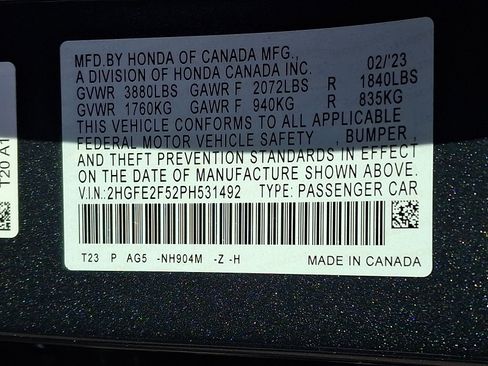 MFD.BY HONDA OF CANADA MFG., 02/'23
A DIVISION OF HONDA CANADA INC.
GVWR 3880LBS GAWR F 2072LBS R 1840LBS
GVWR 1760KG GAWR F 940KG R 835KG
THIS VEHICLE CONFORMS TO ALL APPLICABLE
FEDERAL MOTOR VEHICLE SAFETY , BUMPER ,
AND THEFT PREVENTION STANDARDS IN EFFECT
ON THE DATE OF MANUFACTURE SHOWN ABOVE.
V.I.N.:2HGFE2F52PH531492 TYPE: PASSENGER CAR
T23 P AG5 -NH904M -Z -H MADE IN CANADA
T20 A1